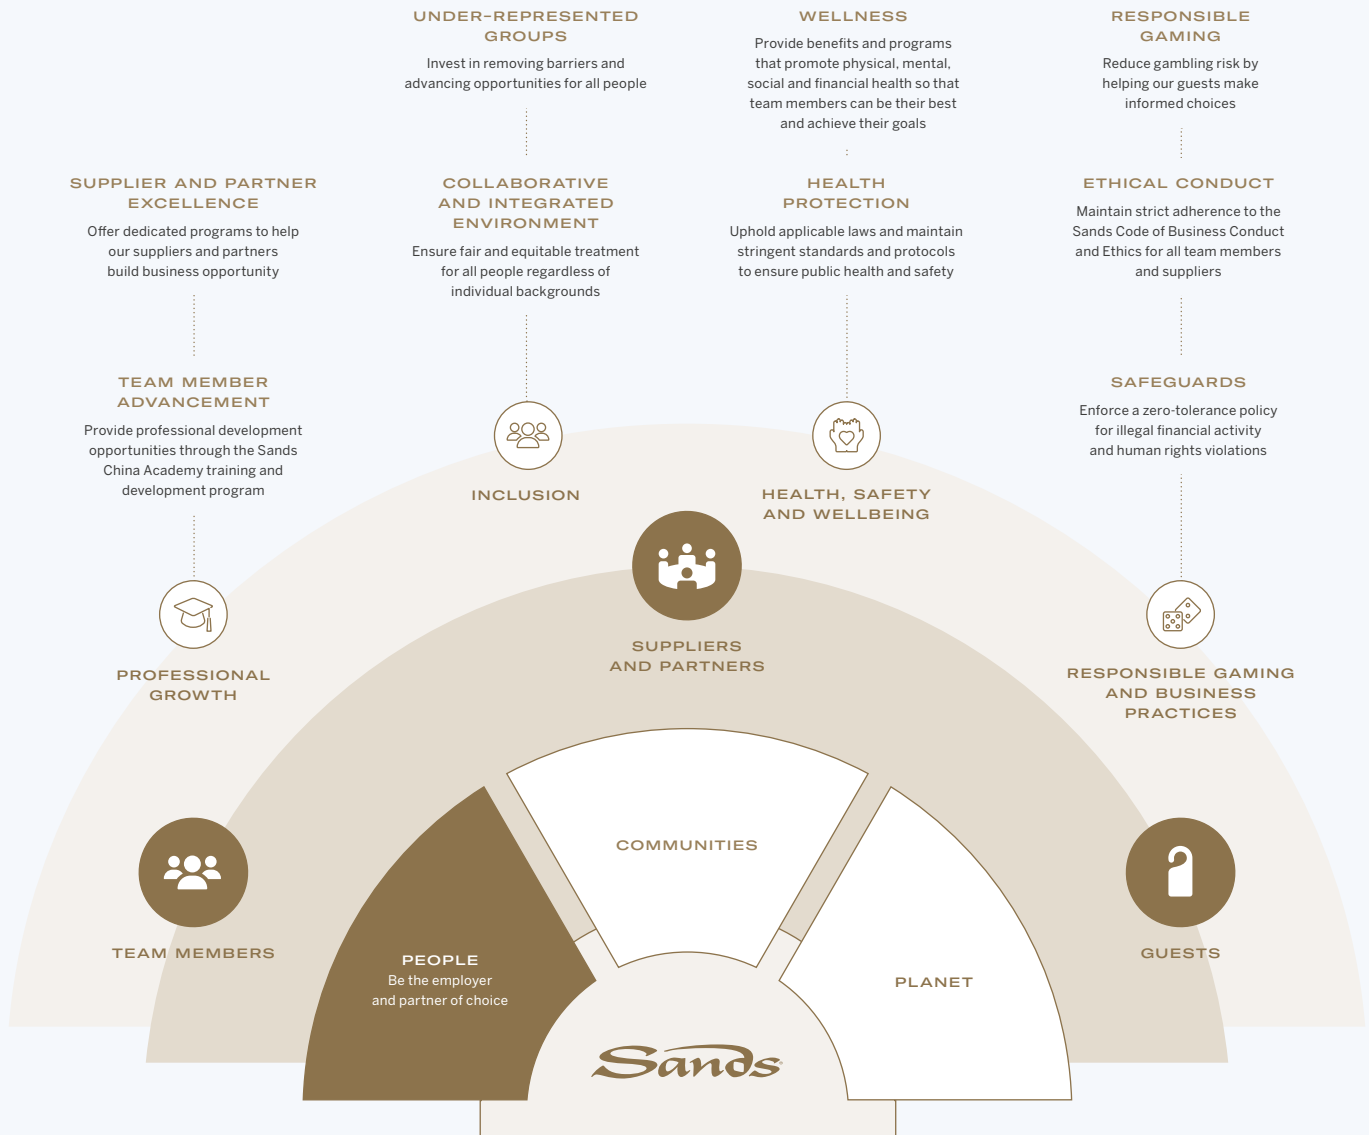 UNDER-REPRESENTED
GROUPS
Invest in removing barriers and
advancing opportunities for all people
WELLNESS
Provide benefits and programs
that promote physical, mental,
social and financial health so that
team members can be their best
and achieve their goals
RESPONSIBLE
GAMING
Reduce gambling risk by
helping our guests make
informed choices
SUPPLIER AND PARTNER
EXCELLENCE
Offer dedicated programs to help
our suppliers and partners
build business opportunity
COLLABORATIVE
AND INTEGRATED
ENVIRONMENT
Ensure fair and equitable treatment
for all people regardless of
individual backgrounds
HEALTH
PROTECTION
Uphold applicable laws and maintain
stringent standards and protocols
to ensure public health and safety
ETHICAL CONDUCT
Maintain strict adherence to the
Sands Code of Business Conduct
and Ethics for all team members
and suppliers
TEAM MEMBER
ADVANCEMENT
Provide professional development
opportunities through the Sands
China Academy training and
development program
SAFEGUARDS
Enforce a zero-tolerance policy
for illegal financial activity
and human rights violations
INCLUSION
HEALTH, SAFETY
AND WELLBEING
PROFESSIONAL
GROWTH
SUPPLIERS
AND PARTNERS
RESPONSIBLE GAMING
AND BUSINESS
PRACTICES
TEAM MEMBERS
GUESTS
COMMUNITIES
PEOPLE
Be the employer
and partner of choice
PLANET
Sands